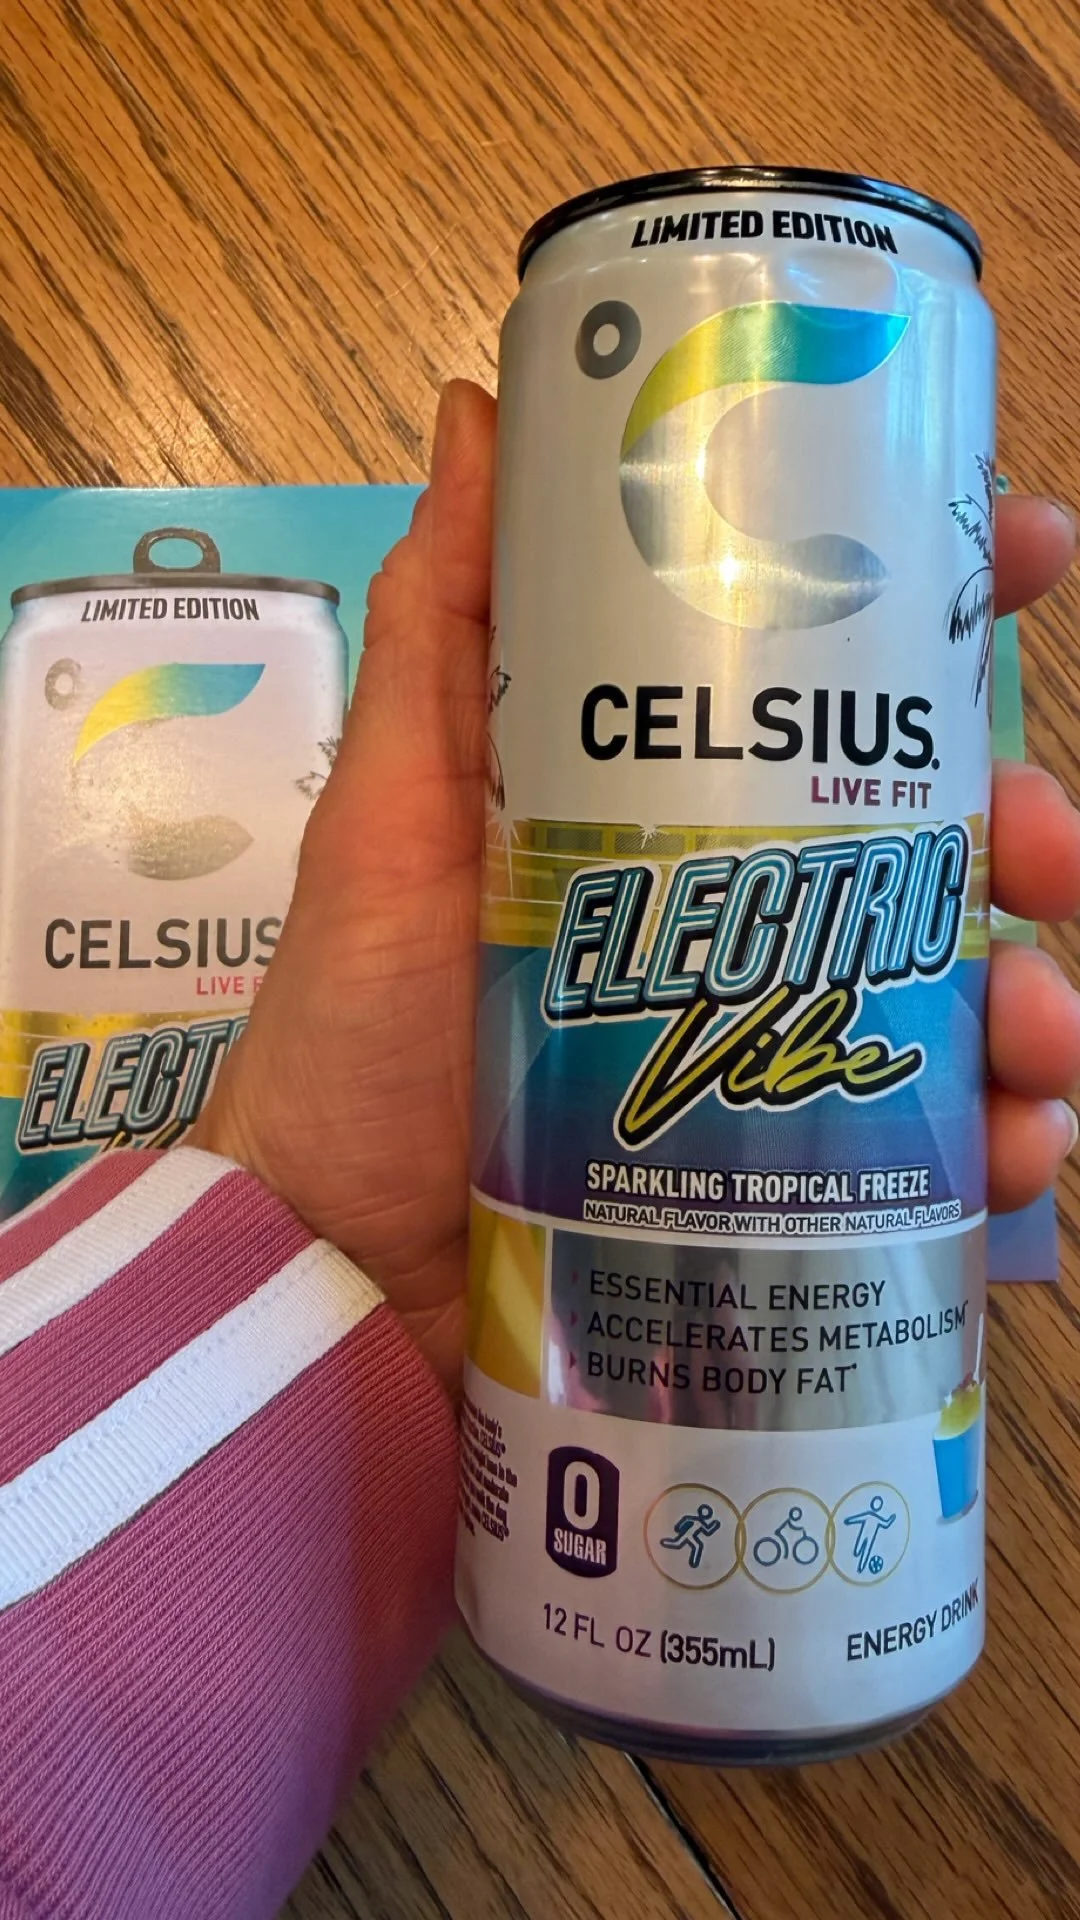 LIMITED EDITION
CELSIUS.
LIVE FIT
ELECTRIC
Vibe
SPARKLING TROPICAL FREEZE
NATURAL FLAVOR WITH OTHER NATURAL FLAVORS
ESSENTIAL ENERGY
ACCELERATES METABOLISM*
BURNS BODY FAT*
0
SUGAR
12 FL OZ (355mL)
ENERGY DRINK
LIMITED EDITION
CELSIUS
LIVE